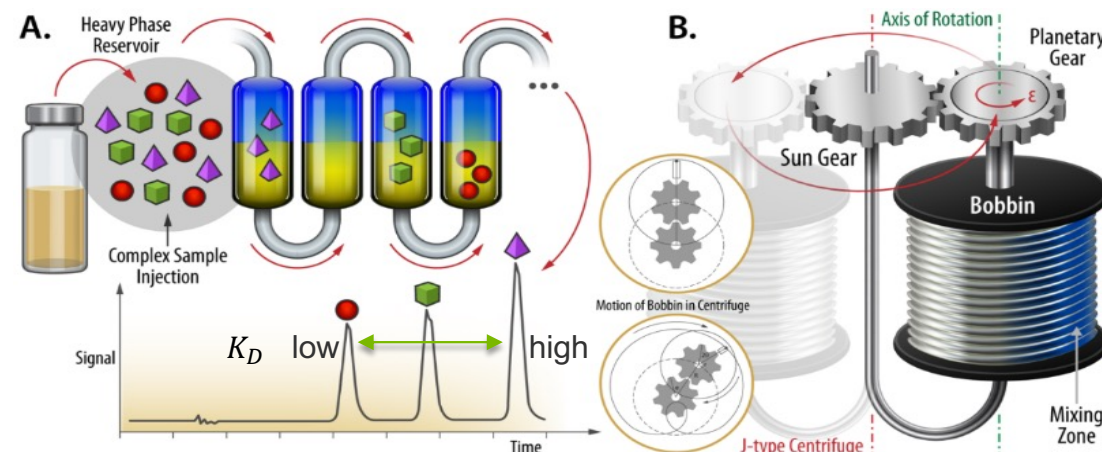 A.
Heavy Phase
Reservoir
Complex Sample
Injection
Signal
K_D low high
Time
B.
Axis of Rotation
Planetary
Gear
ε
Sun Gear
Bobbin
Motion of Bobbin in Centrifuge
Mixing
Zone
J-type Centrifuge